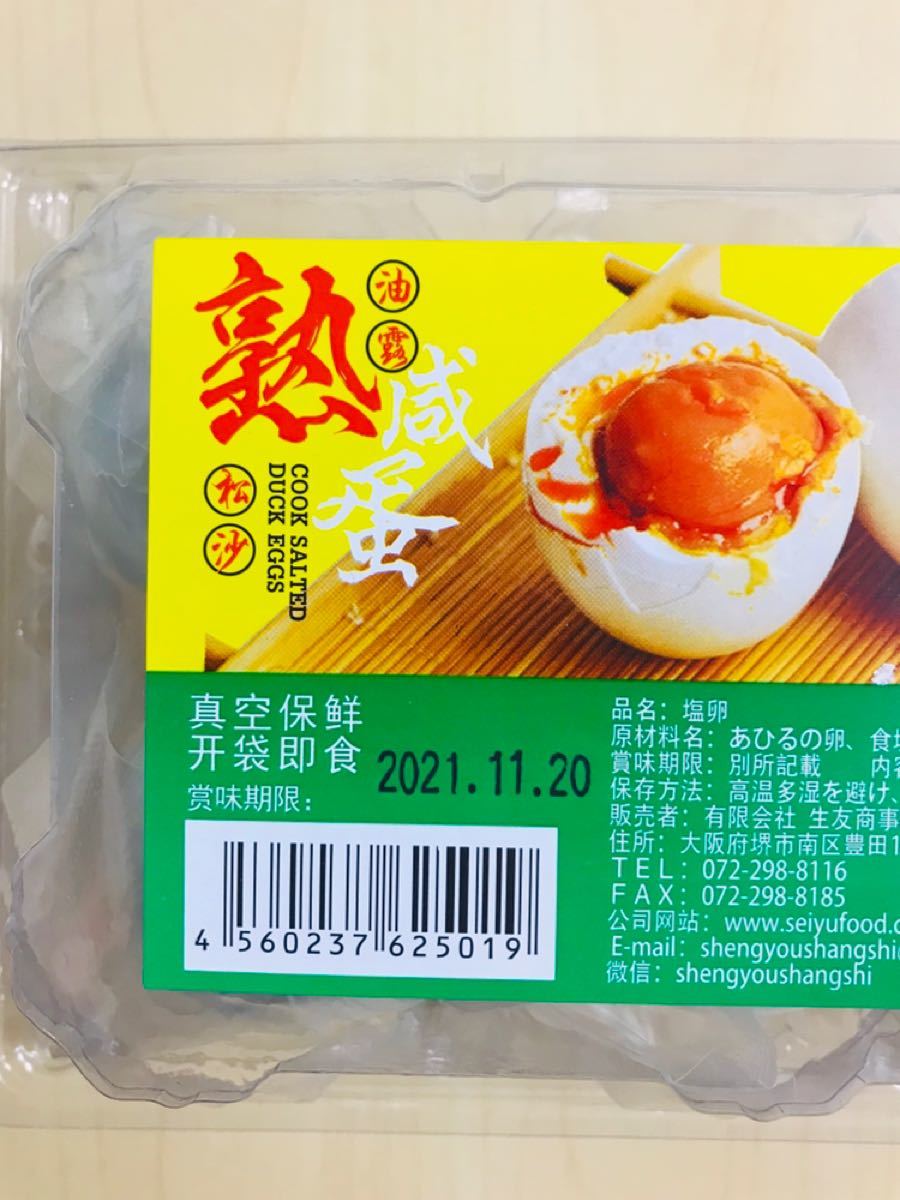 熟
油
露
咸
蛋
松
沙
COOK SALTED
DUCK EGGS
真空保鲜
开袋即食
2021.11.20
赏味期限:
4 560237 625019
品名: 塩卵
原材料名: あひるの卵、食塩
賞味期限: 別所記載 内容
保存方法: 高温多湿を避け、
販売者: 有限会社 生友商事
住所: 大阪府堺市南区豊田1
TEL: 072-298-8116
FAX: 072-298-8185
公司网站: www.seiyufood.c
E-mail: shengyoushangshi
微信: shengyoushangshi